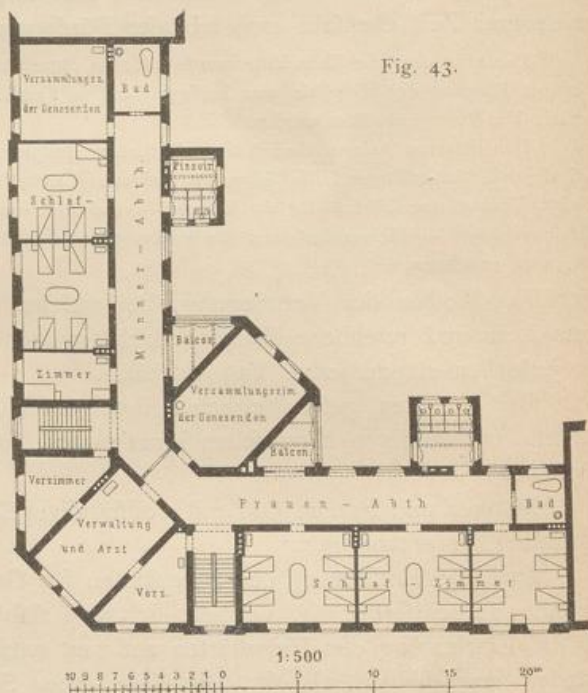 Fig. 43.
Versammlungszim.
der Genesenden
Bad
Pissoir
Schlaf-
Männer-Abth.
Zimmer
Balcon
Versammlungszim.
der Genesenden
Balcon
Vorzimmer
Verwaltung
und Arzt
Vorz.
Frauen-Abth
Bad
Schlaf-Zimmer
1:500
10 9 8 7 6 5 4 3 2 1 0 5 10 15 20m